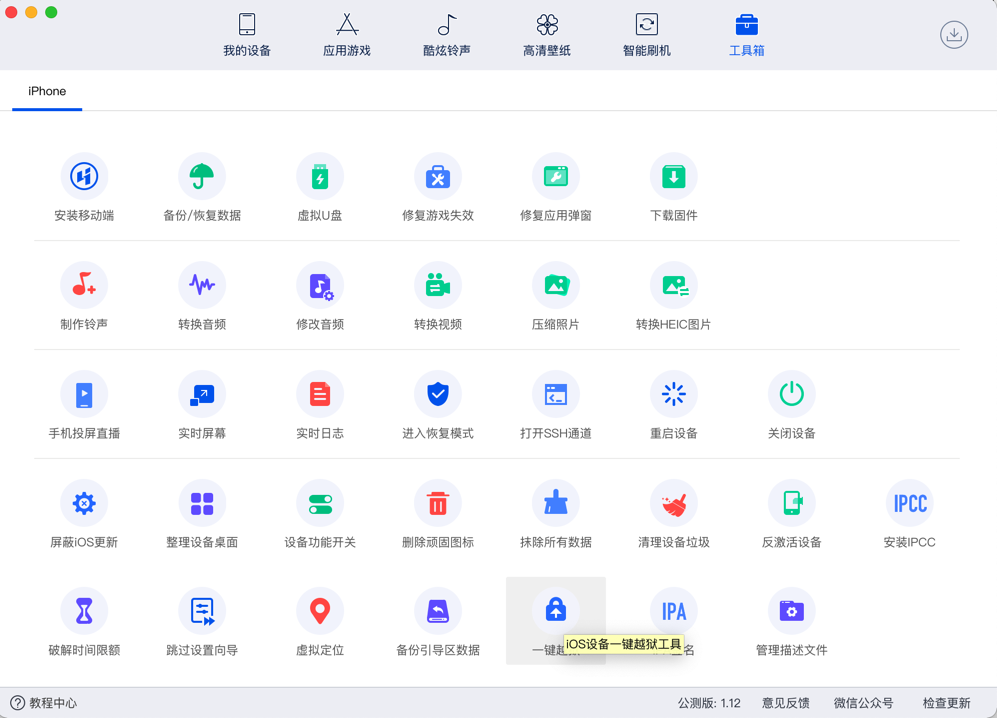 我的设备
应用游戏
酷炫铃声
高清壁纸
智能刷机
工具箱
iPhone
安装移动端
备份/恢复数据
虚拟U盘
修复游戏失效
修复应用弹窗
下载固件
制作铃声
转换音频
修改音频
转换视频
压缩照片
转换HEIC图片
手机投屏直播
实时屏幕
实时日志
进入恢复模式
打开SSH通道
重启设备
关闭设备
屏蔽iOS更新
整理设备桌面
设备功能开关
删除顽固图标
抹除所有数据
清理设备垃圾
反激活设备
IPCC
安装IPCC
破解时间限额
跳过设置向导
虚拟定位
备份引导区数据
一键
iOS设备一键越狱工具
IPA
名
管理描述文件
教程中心
公测版: 1.12
意见反馈
微信公众号
检查更新